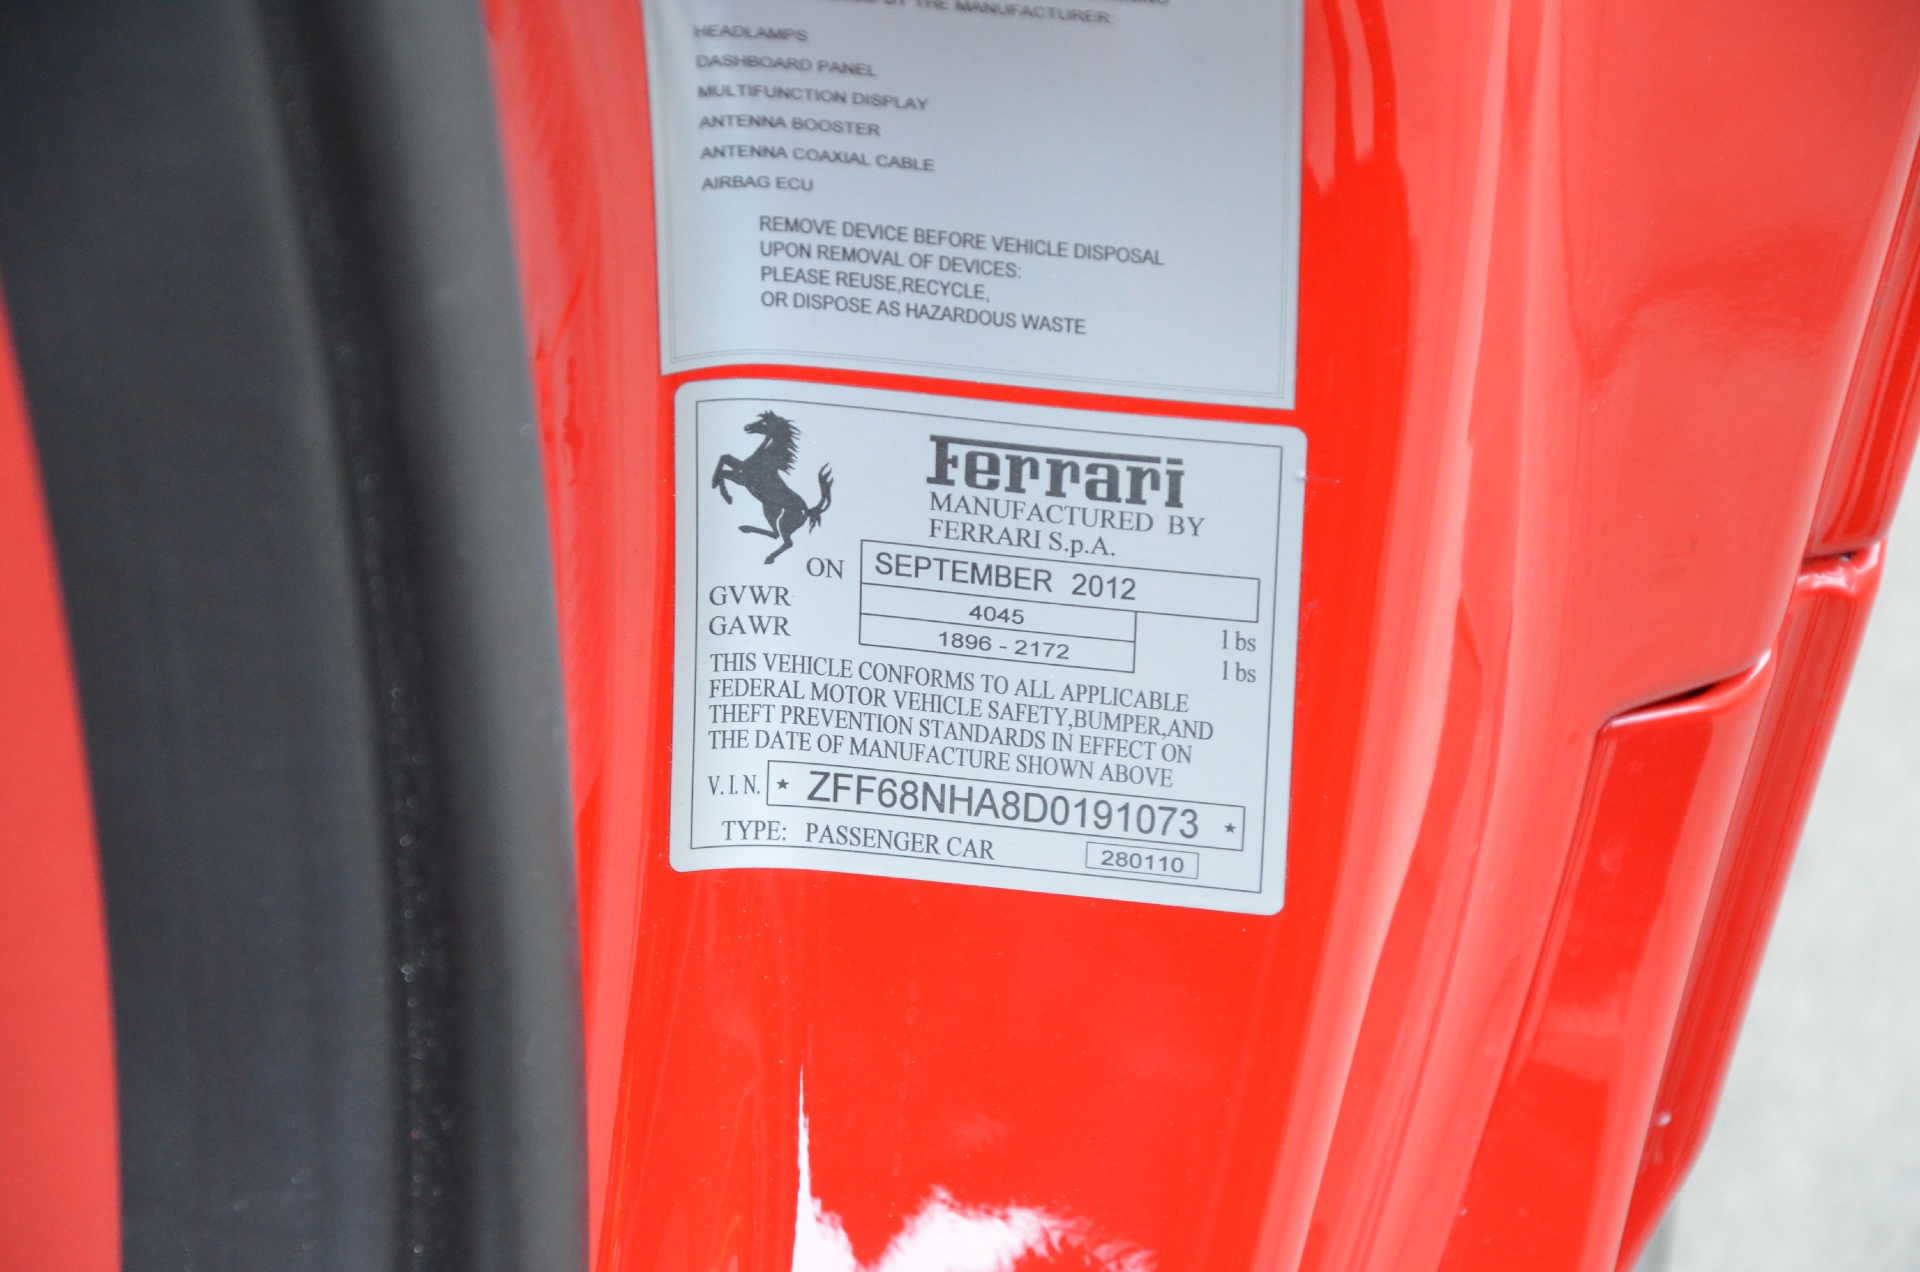 BY THE MANUFACTURER:
HEADLAMPS
DASHBOARD PANEL
MULTIFUNCTION DISPLAY
ANTENNA BOOSTER
ANTENNA COAXIAL CABLE
AIRBAG ECU
REMOVE DEVICE BEFORE VEHICLE DISPOSAL
UPON REMOVAL OF DEVICES:
PLEASE REUSE,RECYCLE,
OR DISPOSE AS HAZARDOUS WASTE
Ferrari
MANUFACTURED BY
FERRARI S.p.A.
ON SEPTEMBER 2012
GVWR 4045 lbs
GAWR 1896 - 2172 lbs
THIS VEHICLE CONFORMS TO ALL APPLICABLE
FEDERAL MOTOR VEHICLE SAFETY,BUMPER,AND
THEFT PREVENTION STANDARDS IN EFFECT ON
THE DATE OF MANUFACTURE SHOWN ABOVE
V.I.N. ★ ZFF68NHA8D0191073 ★
TYPE: PASSENGER CAR 280110